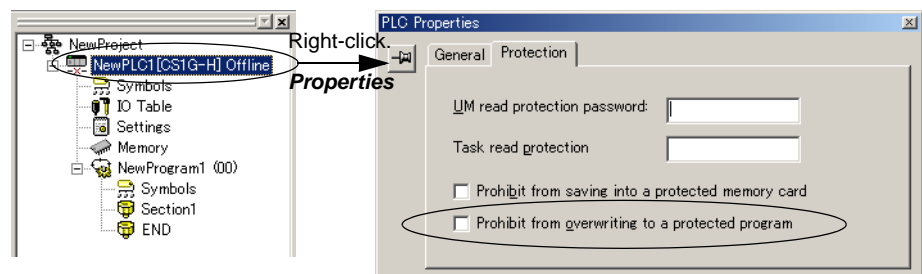 NewProject
NewPLC1[CS1G-H] Offline
Symbols
IO Table
Settings
Memory
NewProgram1 (00)
Symbols
Section1
END
Right-click.
Properties
PLC Properties
General Protection
UM read protection password:
Task read protection
Prohibit from saving into a protected memory card
Prohibit from overwriting to a protected program